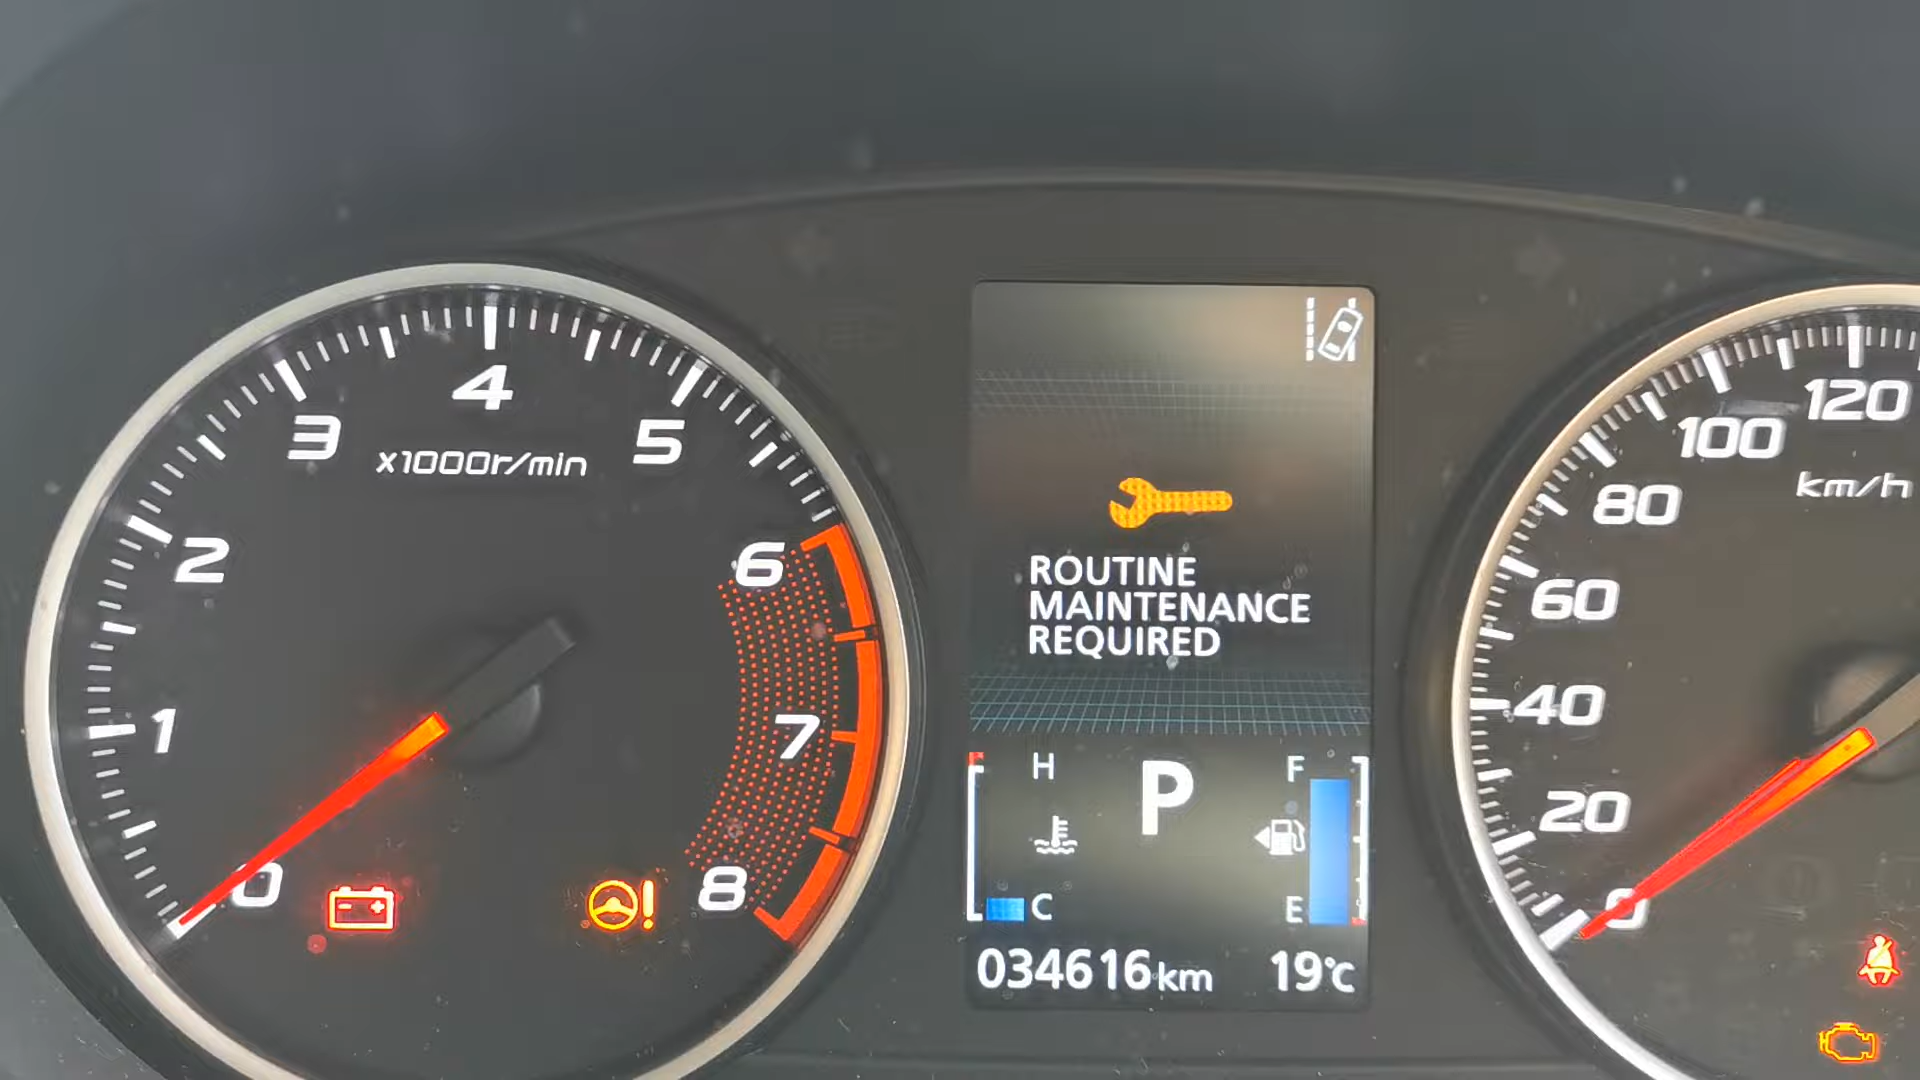 4
3
5
x1000r/min
2
6
1
7
0
8
ROUTINE
MAINTENANCE
REQUIRED
H
P
F
C
E
034616km
19°C
120
100
km/h
80
60
40
20
0